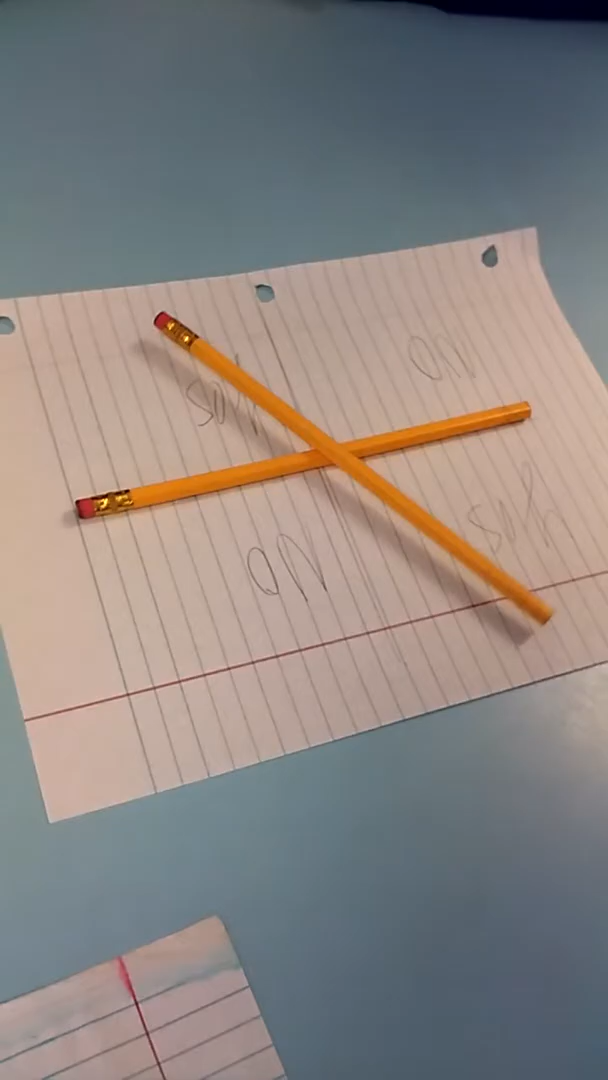 Yes No
No Yes